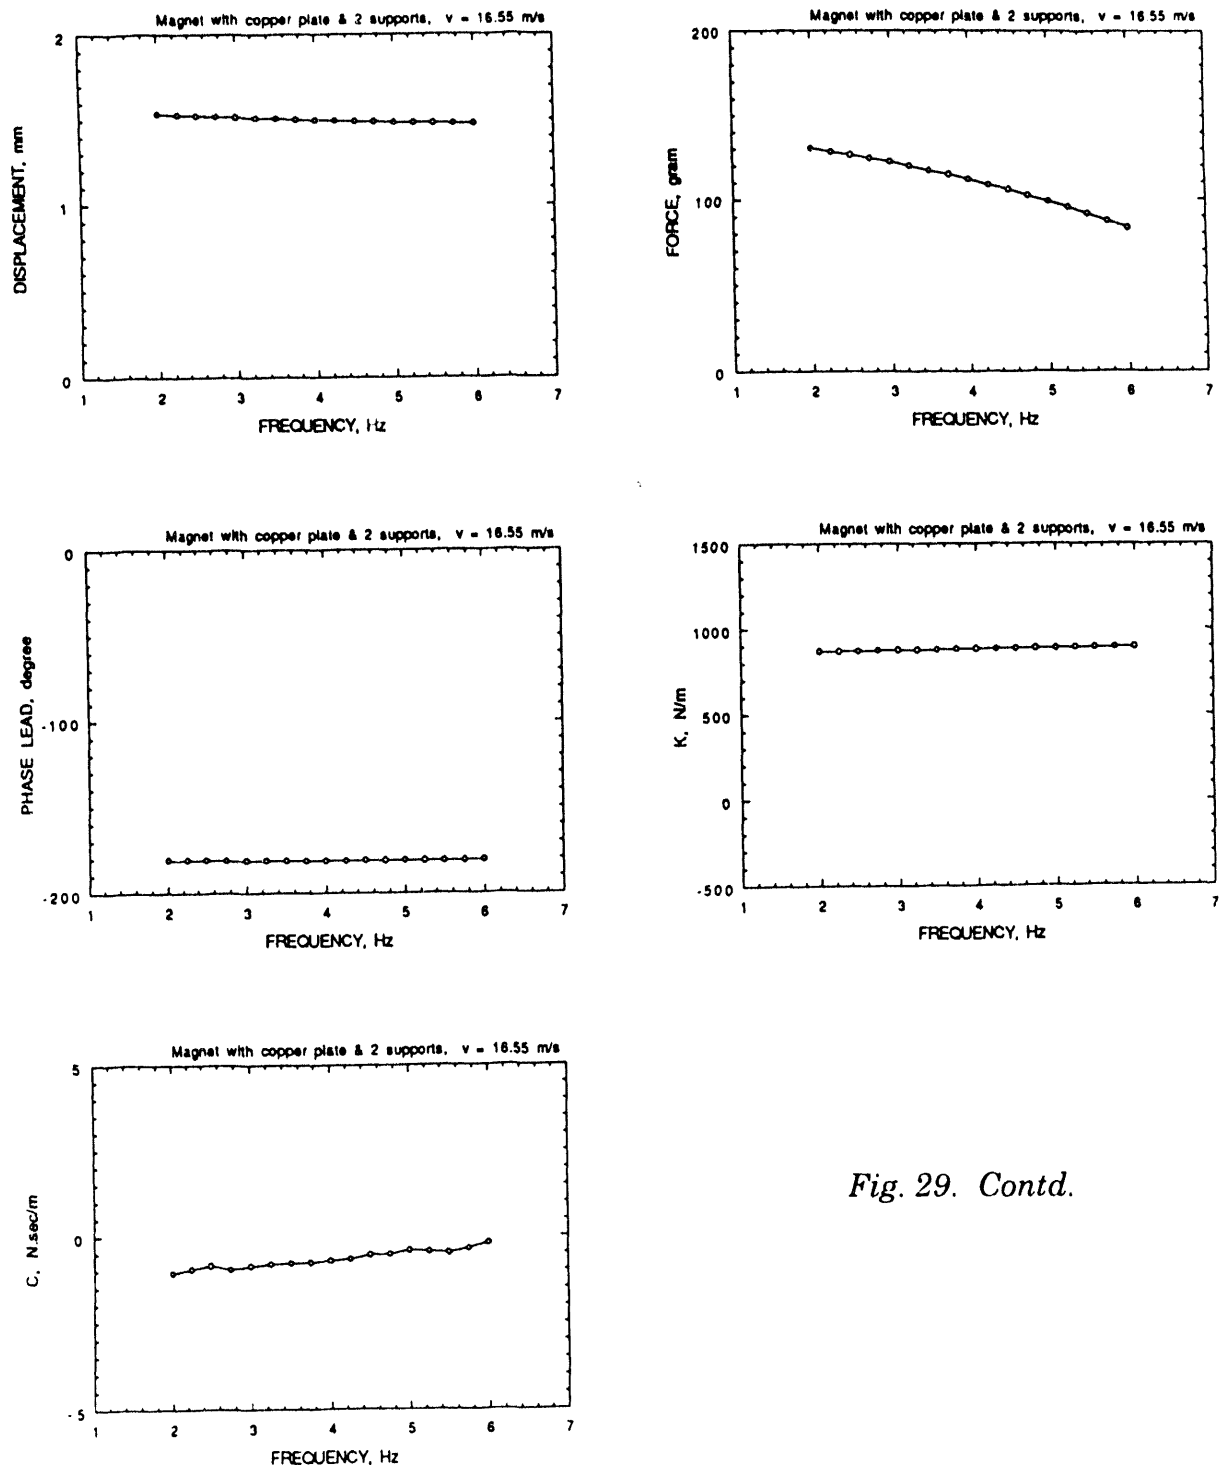 Magnet with copper plate & 2 supports, v = 16.55 m/s
2
1
0
DISPLACEMENT, mm
1 2 3 4 5 6 7
FREQUENCY, Hz
Magnet with copper plate & 2 supports, v = 16.55 m/s
200
100
0
FORCE, gram
1 2 3 4 5 6 7
FREQUENCY, Hz
Magnet with copper plate & 2 supports, v = 16.55 m/s
0
-100
-200
PHASE LEAD, degree
1 2 3 4 5 6 7
FREQUENCY, Hz
Magnet with copper plate & 2 supports, v = 16.55 m/s
1500
1000
500
0
-500
K, N/m
1 2 3 4 5 6 7
FREQUENCY, Hz
Magnet with copper plate & 2 supports, v = 16.55 m/s
5
0
-5
C, N.sec/m
1 2 3 4 5 6 7
FREQUENCY, Hz
Fig. 29. Contd.